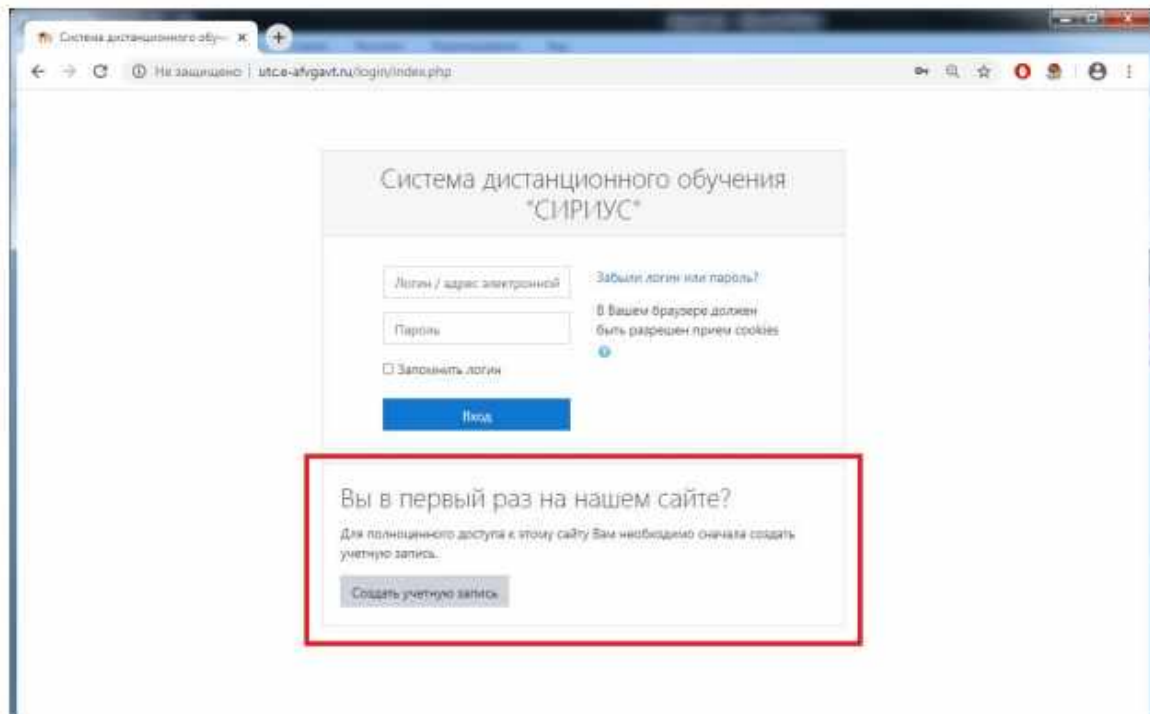 Система дистанционного обу
Не защищено | utc.e-afvgavt.ru/login/index.php
Система дистанционного обучения
"СИРИУС"
Логин / адрес электронной
Забыли логин или пароль?
Пароль
В Вашем браузере должен
быть разрешен прием cookies
Запомнить логин
Вход
Вы в первый раз на нашем сайте?
Для полноценного доступа к этому сайту Вам необходимо сначала создать
учетную запись.
Создать учетную запись